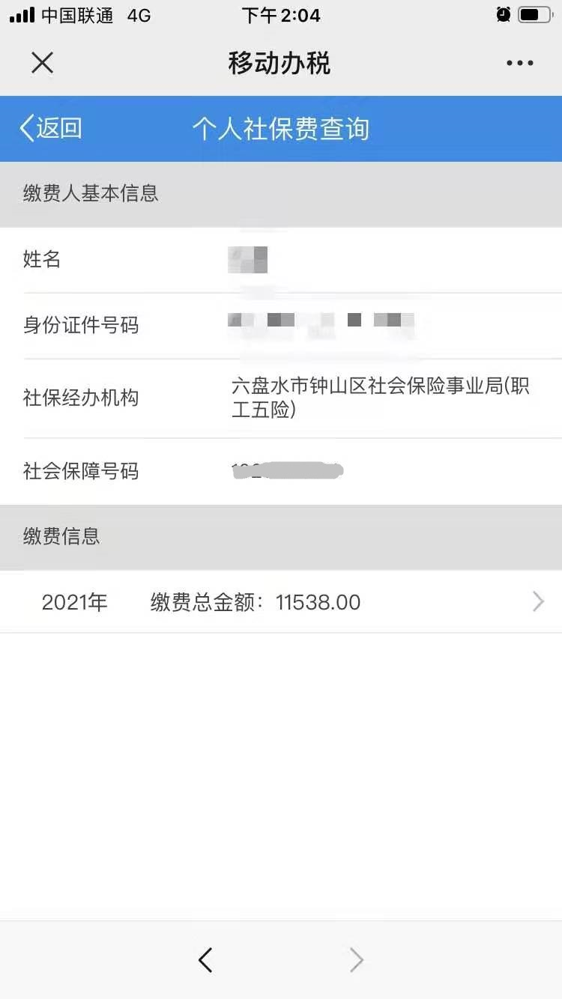 中国联通 4G 下午2:04
移动办税
返回 个人社保费查询
缴费人基本信息
姓名
身份证件号码
社保经办机构 六盘水市钟山区社会保险事业局(职
工五险)
社会保障号码
缴费信息
2021年 缴费总金额：11538.00